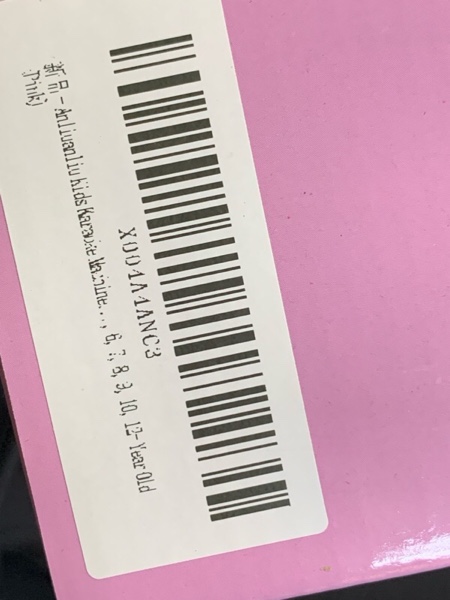 X004A4ANC3
新品 - Anliuanliu kids Karaoke Machine..., 6, 7, 8, 9, 10, 12-Year Old
(Pink)